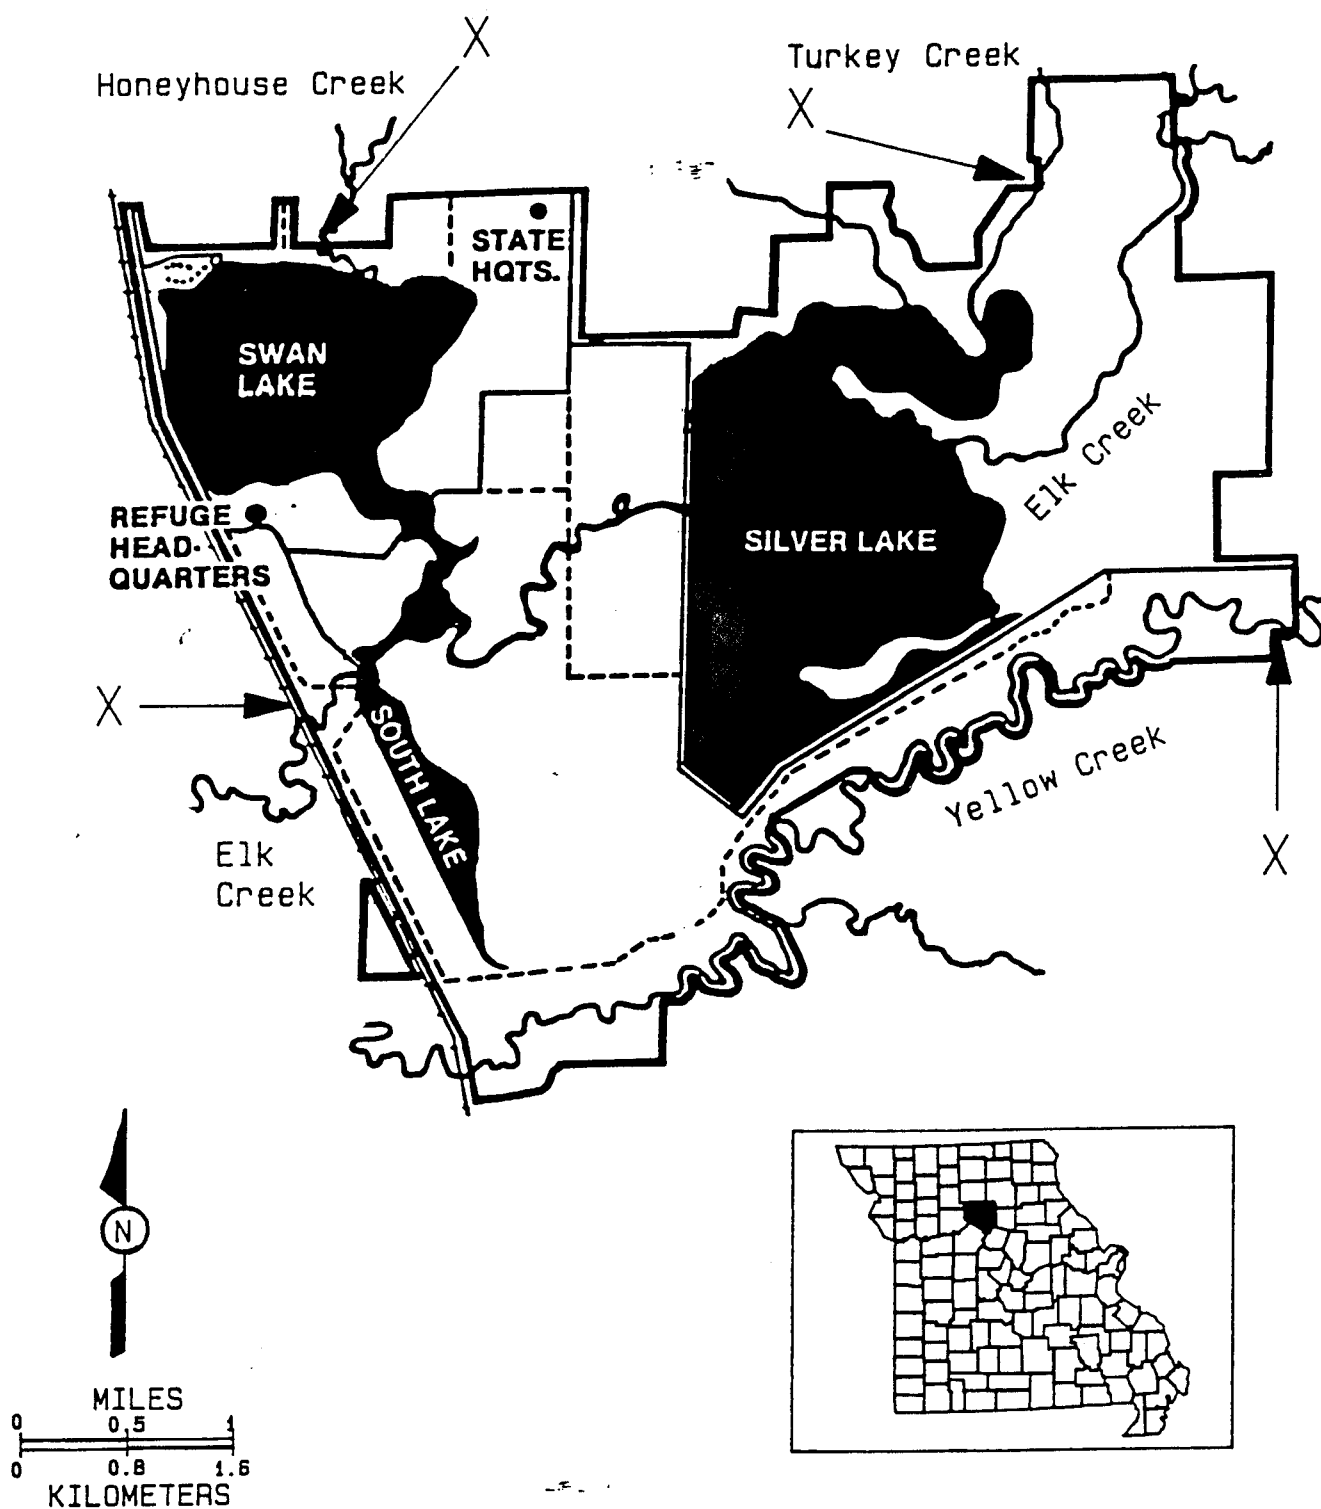 X
Honeyhouse Creek
Turkey Creek
X
STATE
HQTS.
SWAN
LAKE
Elk Creek
REFUGE
HEAD-
QUARTERS
SILVER LAKE
X
SOUTH LAKE
Yellow Creek
Elk
Creek
X
N
MILES
0 0.5 1
0 0.8 1.6
KILOMETERS